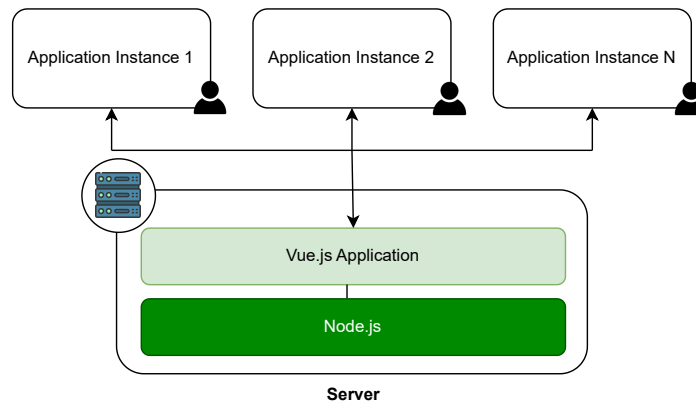 Application Instance 1
Application Instance 2
Application Instance N
Vue.js Application
Node.js
Server